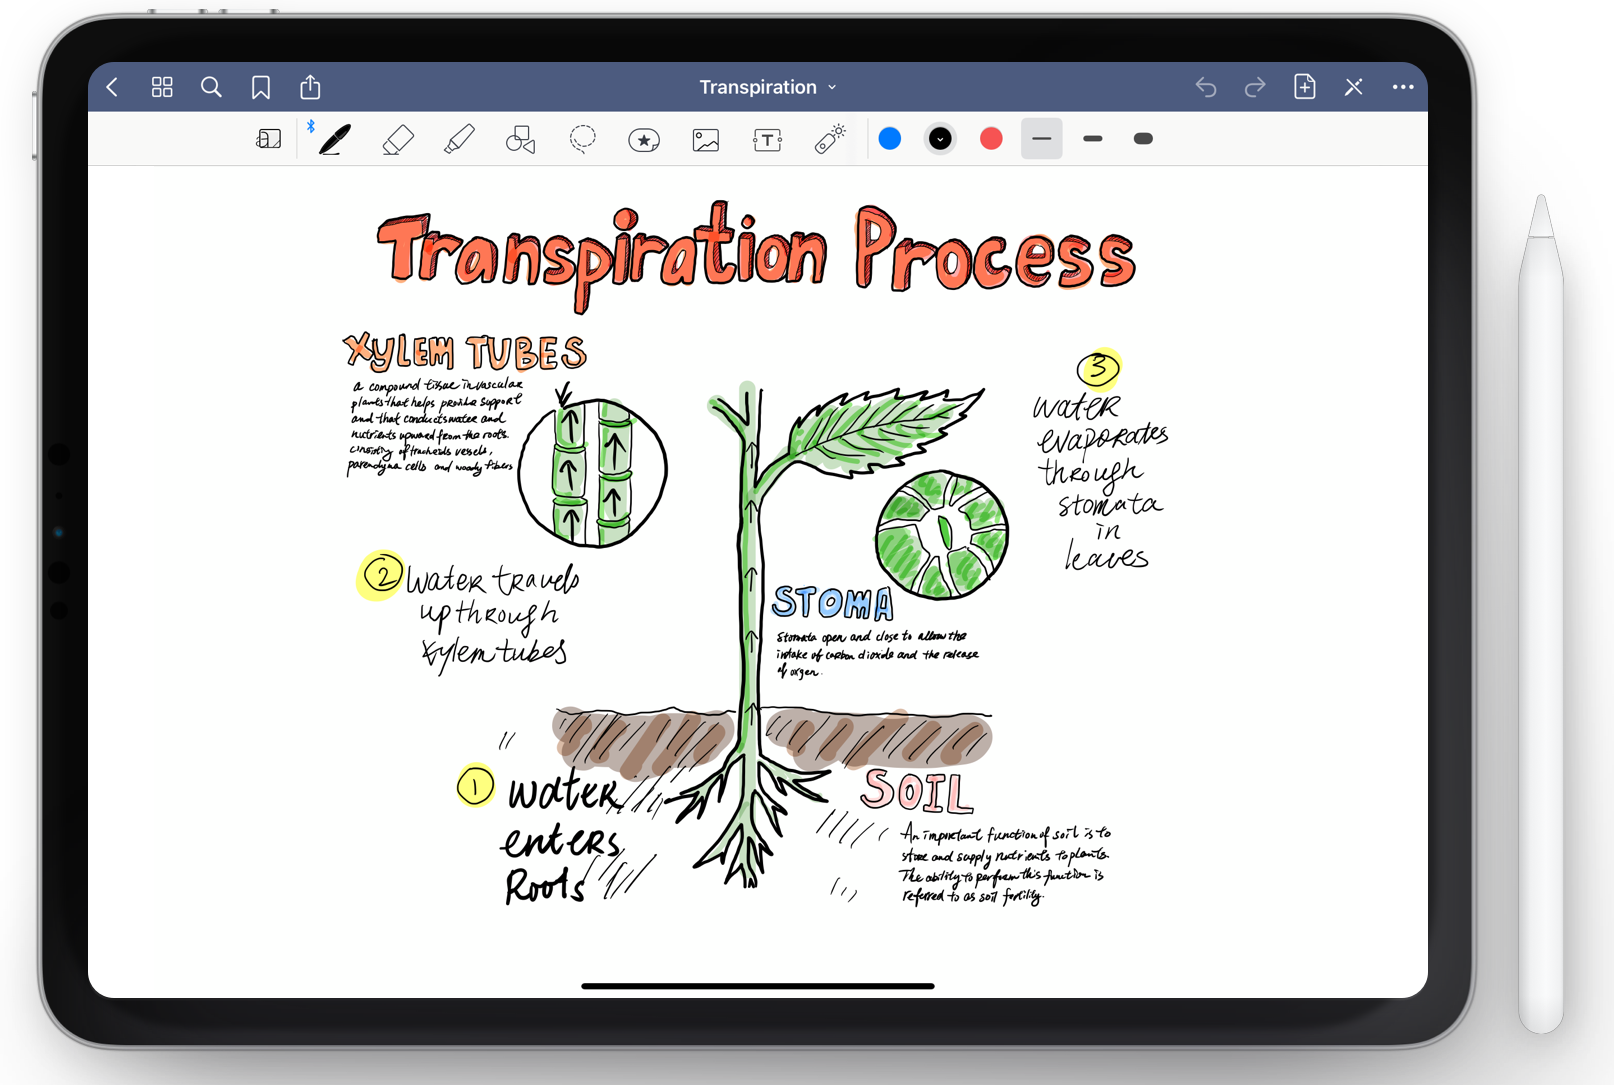 Transpiration
T
Transpiration Process
XYLEM TUBES
a compound tissue in vascular
plants that helps provide support
and that conducts water and
nutrients upward from the roots.
consisting of tracheids vessels,
parenchyma cells and woody fibers
3
water
evaporates
through
stomata
in
leaves
2 Water travels
up through
xylem tubes
STOMA
Stomata open and close to allow the
intake of carbon dioxide and the release
of oxgen.
1 Water
enters
Roots
SOIL
An important function of soil is to
store and supply nutrients to plants.
The ability to perform this function is
referred to as soil fertility.